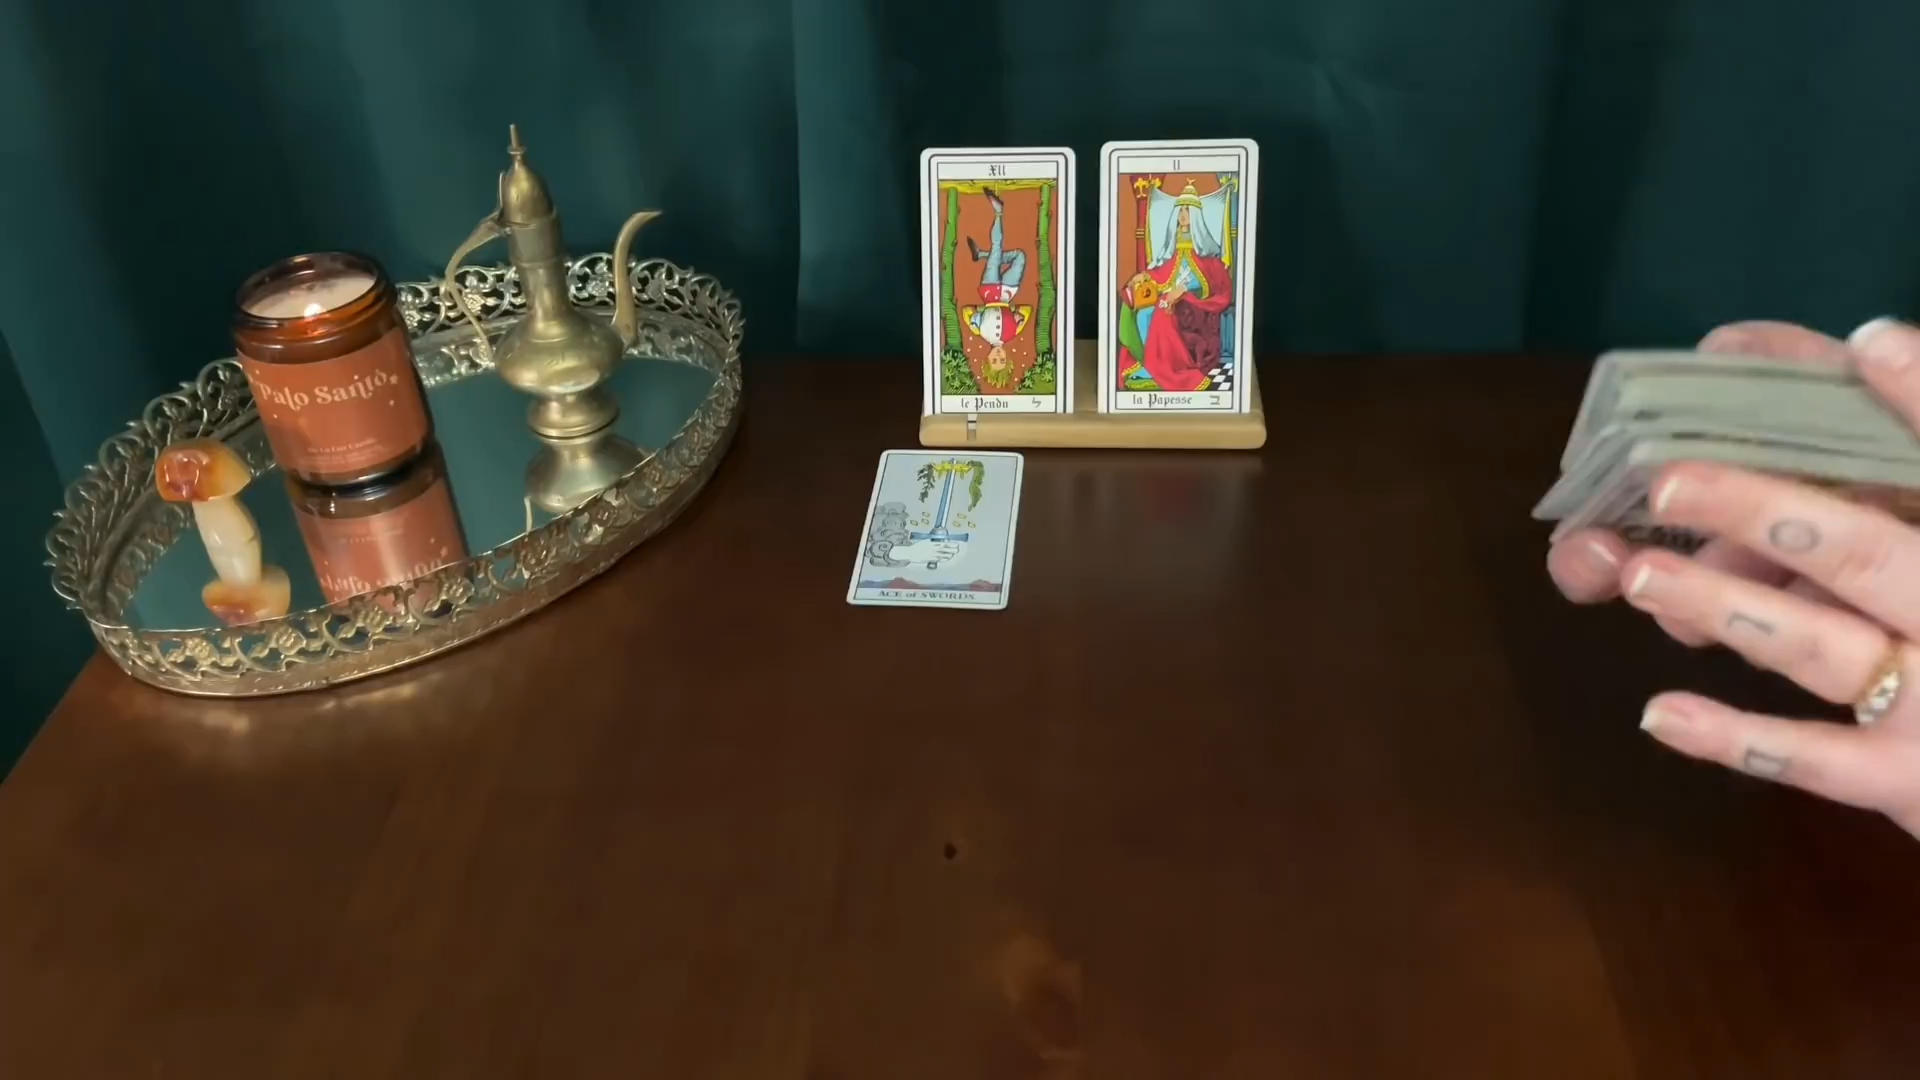 XII
le Pendu ל
II
la Papesse ב
Palo Santo
ACE of SWORDS.